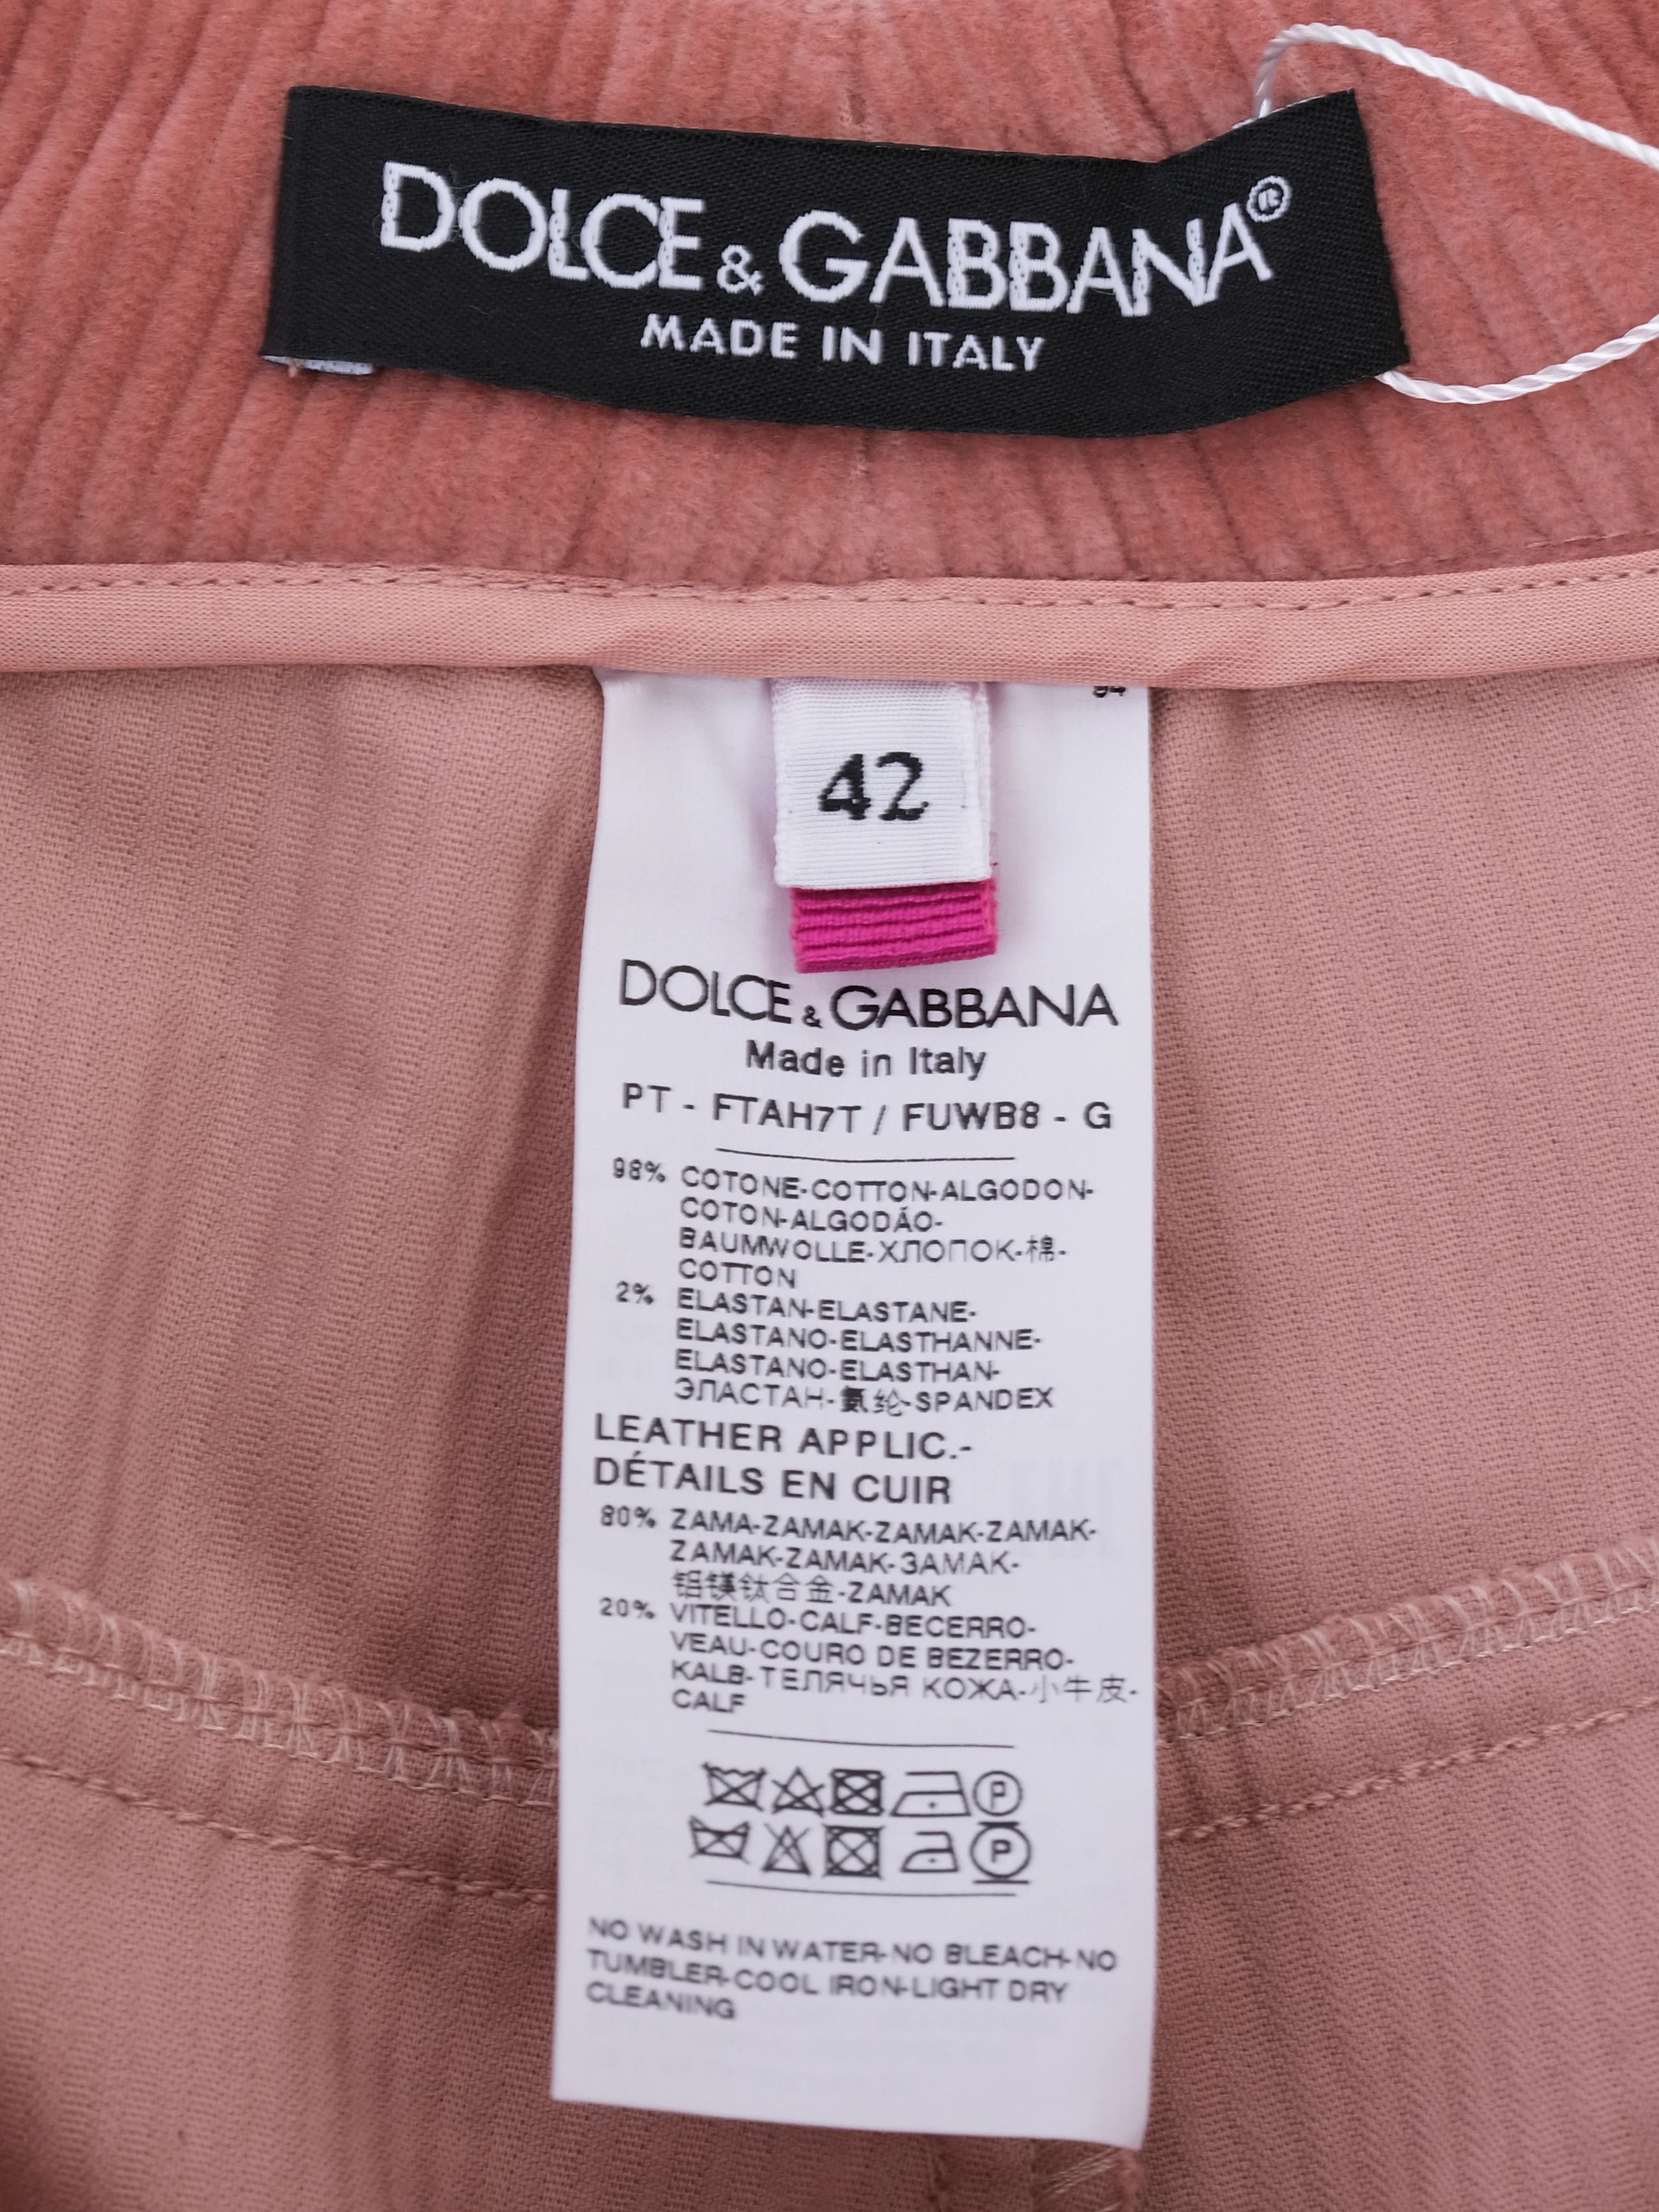 DOLCE & GABBANA®
MADE IN ITALY
94
42
DOLCE & GABBANA
Made in Italy
PT - FTAH7T / FUWB8 - G
98% COTONE-COTTON-ALGODON-
COTON-ALGODÁO-
BAUMWOLLE-ХЛОПОК-棉-
COTTON
2% ELASTAN-ELASTANE-
ELASTANO-ELASTHANNE-
ELASTANO-ELASTHAN-
ЭЛАСТАН-氨纶-SPANDEX
LEATHER APPLIC.-
DÉTAILS EN CUIR
80% ZAMA-ZAMAK-ZAMAK-ZAMAK-
ZAMAK-ZAMAK-ЗАМАК-
铝镁钛合金-ZAMAK
20% VITELLO-CALF-BECERRO-
VEAU-COURO DE BEZERRO-
KALB-ТЕЛЯЧЬЯ КОЖА-小牛皮-
CALF
P
P
NO WASH IN WATER-NO BLEACH-NO
TUMBLER-COOL IRON-LIGHT DRY
CLEANING